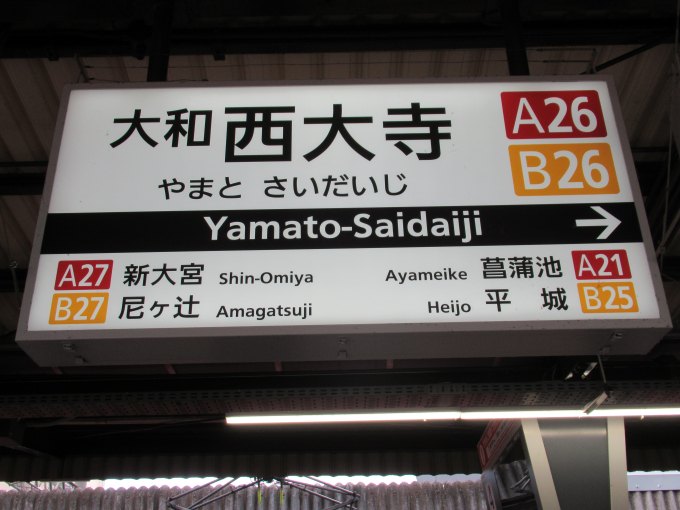 大和 西大寺 A26
やまと さいだいじ B26
Yamato-Saidaiji →
A27 新大宮 Shin-Omiya Ayameike 菖蒲池 A21
B27 尼ヶ辻 Amagatsuji Heijo 平城 B25